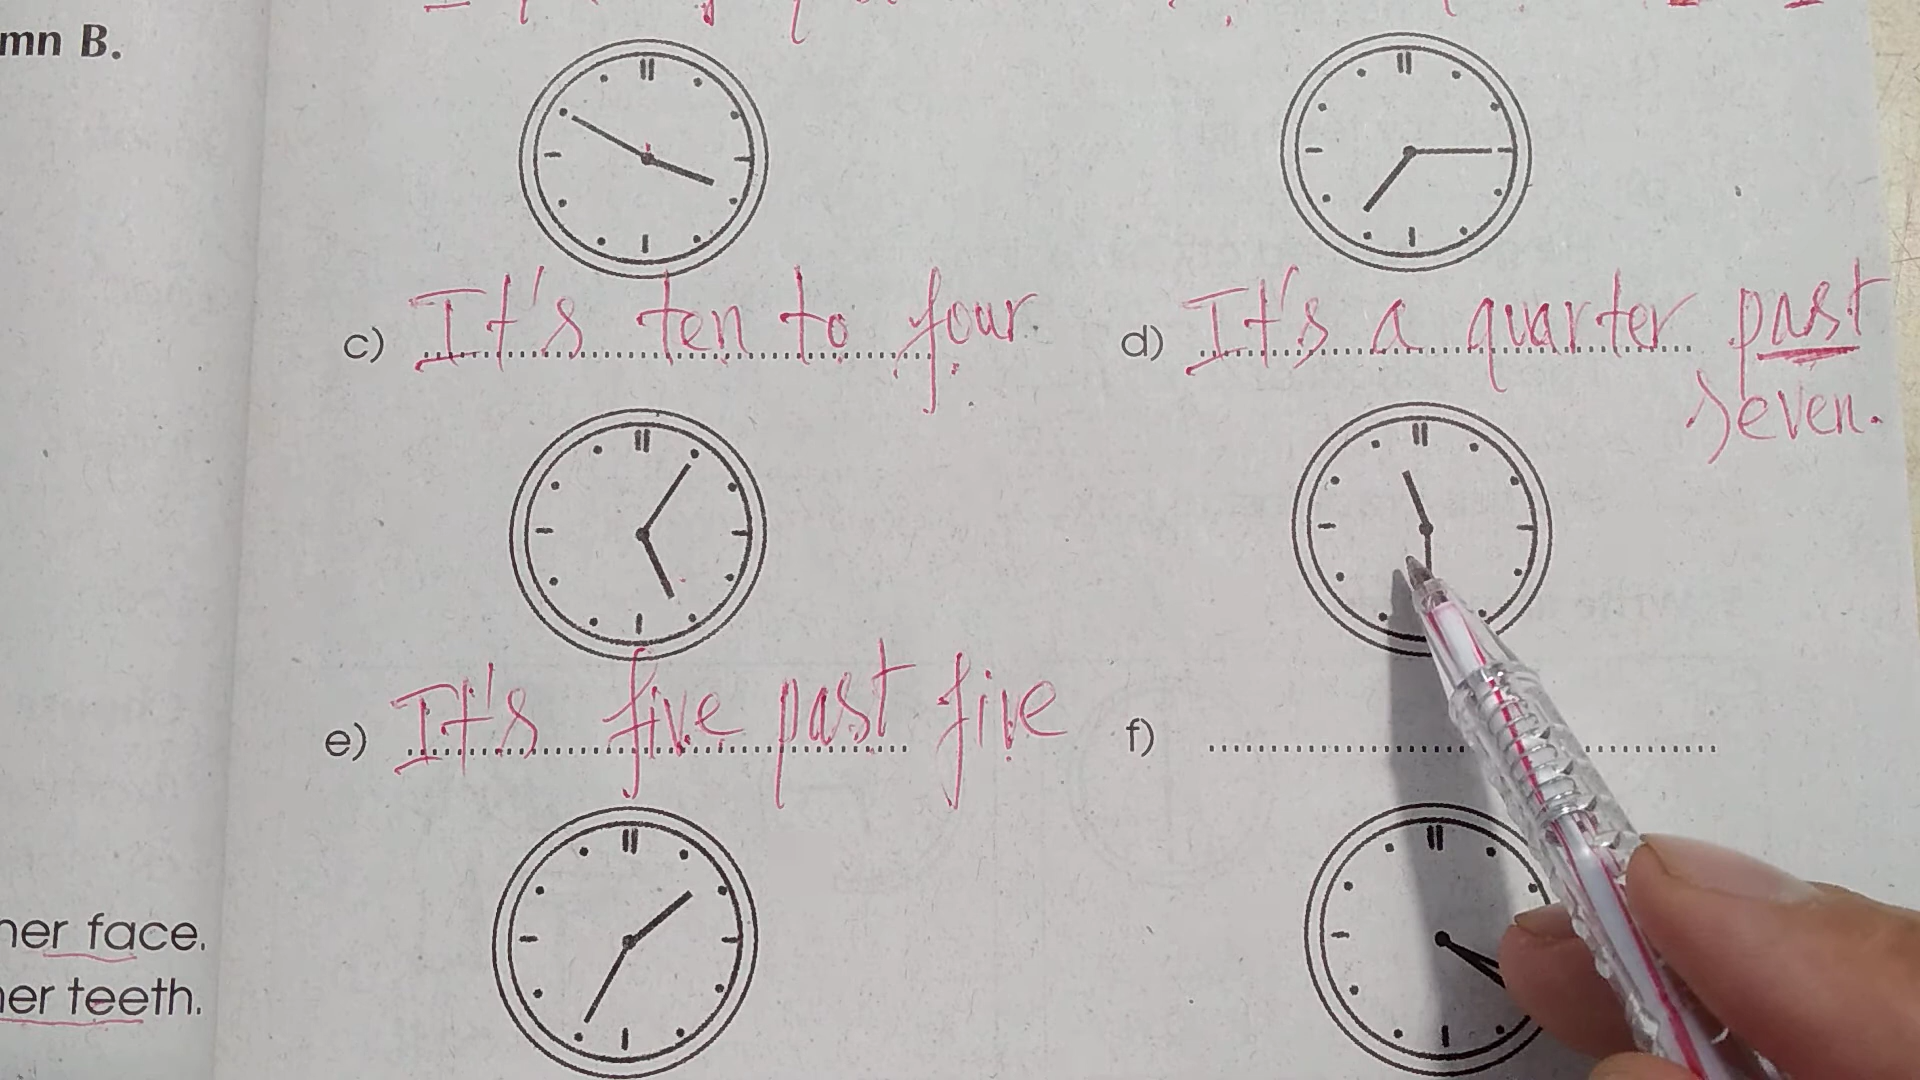 mn B.
c) It's ten to four.
d) It's a quarter past
seven.
e) It's five past five
f)
her face.
her teeth.